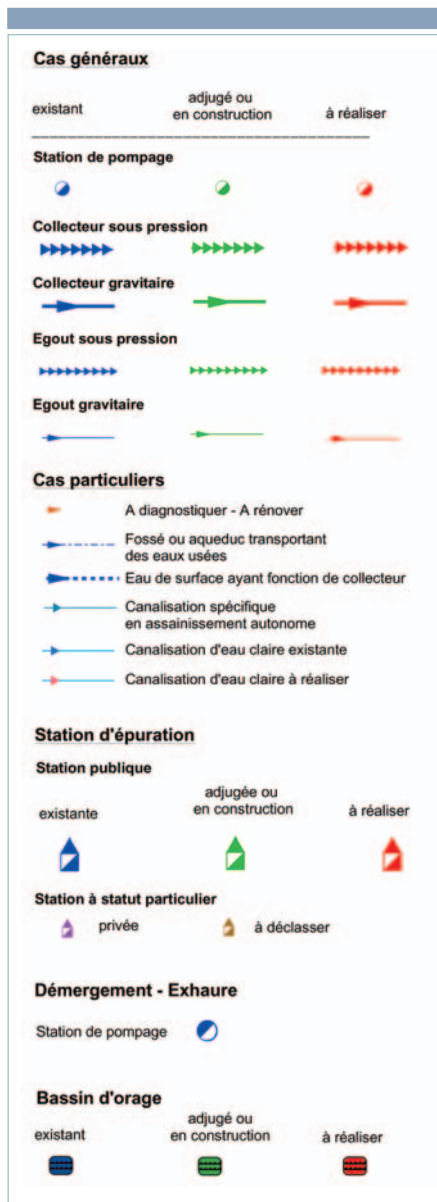 Cas généraux
existant
adjugé ou
en construction
à réaliser
Station de pompage
Collecteur sous pression
Collecteur gravitaire
Egout sous pression
Egout gravitaire
Cas particuliers
A diagnostiquer - A rénover
Fossé ou aqueduc transportant
des eaux usées
Eau de surface ayant fonction de collecteur
Canalisation spécifique
en assainissement autonome
Canalisation d'eau claire existante
Canalisation d'eau claire à réaliser
Station d'épuration
Station publique
existante
adjugée ou
en construction
à réaliser
Station à statut particulier
privée
à déclasser
Démergement - Exhaure
Station de pompage
Bassin d'orage
existant
adjugé ou
en construction
à réaliser